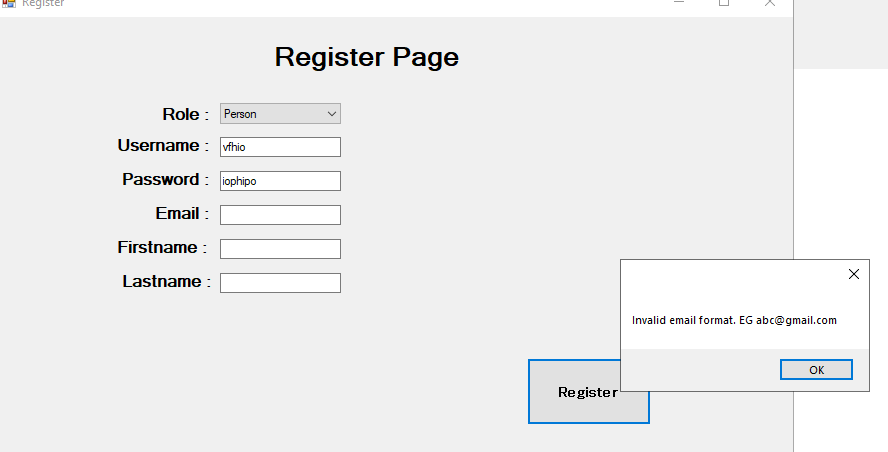 Register
Register Page
Role :
Person
Username :
vfhio
Password :
iophipo
Email :
Firstname :
Lastname :
Invalid email format. EG abc@gmail.com
OK
Register